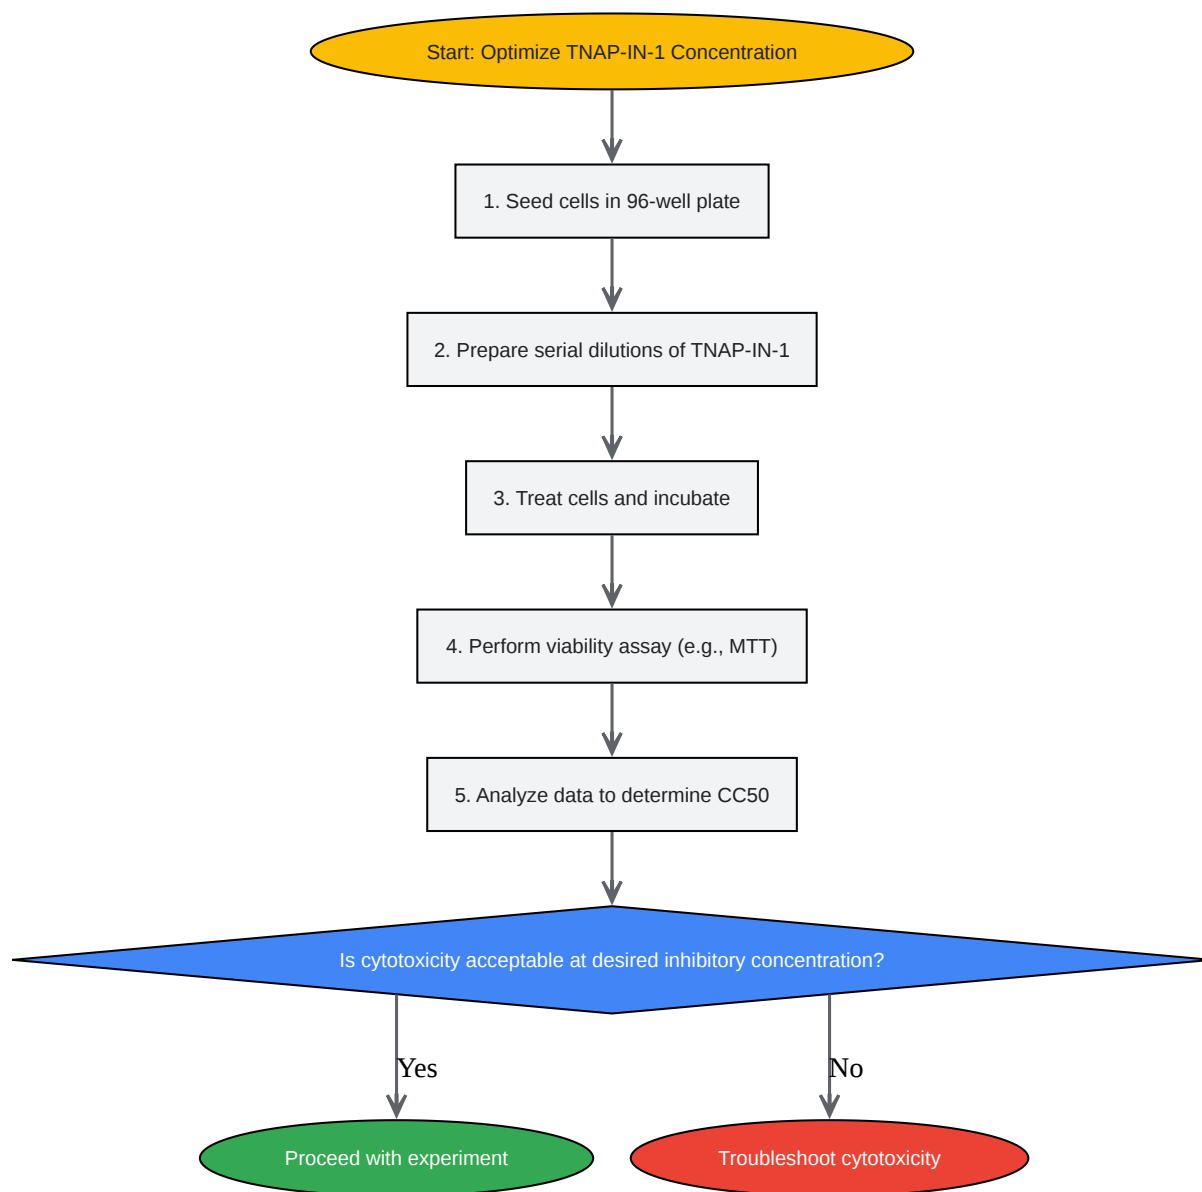 Start: Optimize TNAP-IN-1 Concentration
1. Seed cells in 96-well plate
2. Prepare serial dilutions of TNAP-IN-1
3. Treat cells and incubate
4. Perform viability assay (e.g., MTT)
5. Analyze data to determine CC50
Is cytotoxicity acceptable at desired inhibitory concentration?
Yes
No
Proceed with experiment
Troubleshoot cytotoxicity